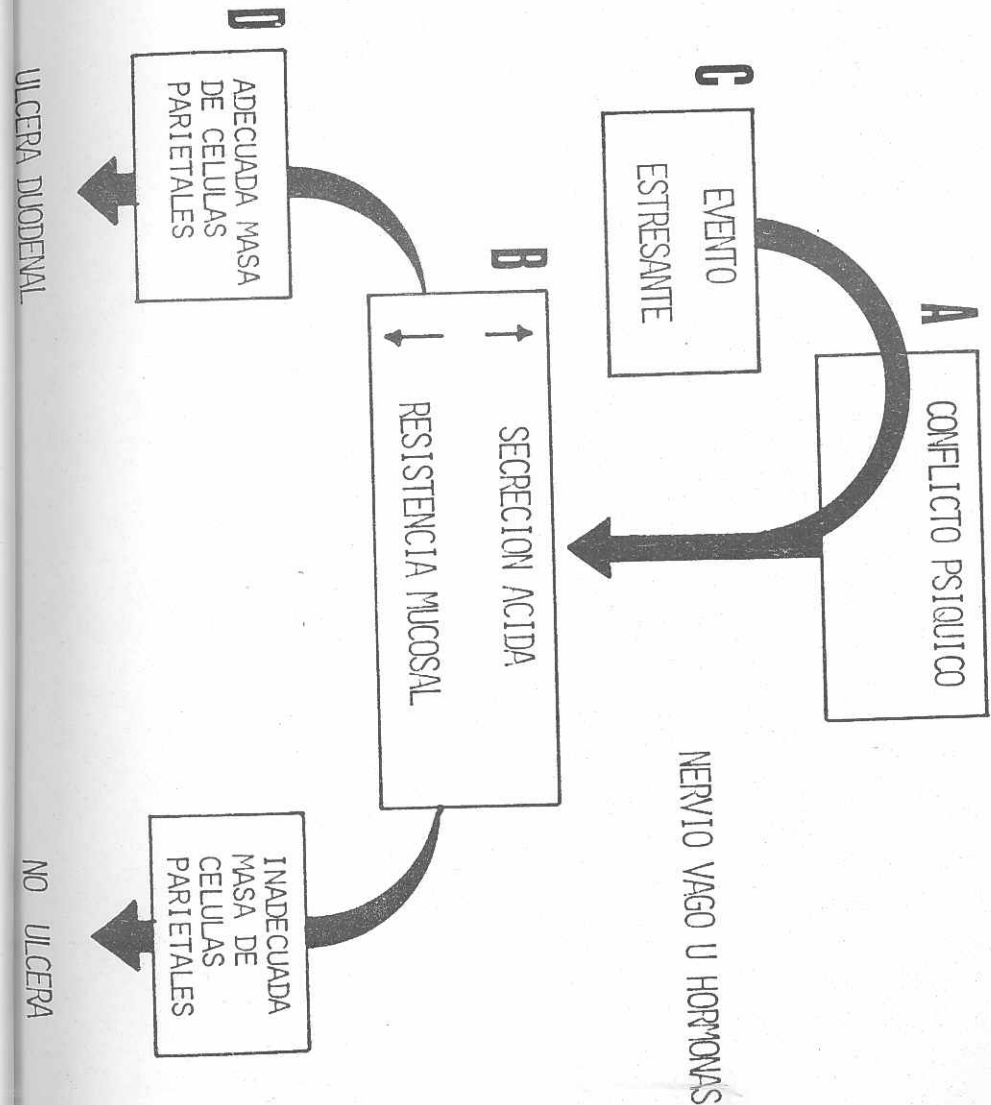 A
CONFLICTO PSIQUICO
C
EVENTO
ESTRESANTE
NERVIO VAGO U HORMONAS
B
↑ SECRECION ACIDA
↓ RESISTENCIA MUCOSAL
D
ADECUADA MASA
DE CELULAS
PARIETALES
INADECUADA
MASA DE
CELULAS
PARIETALES
ULCERA DUODENAL
NO ULCERA